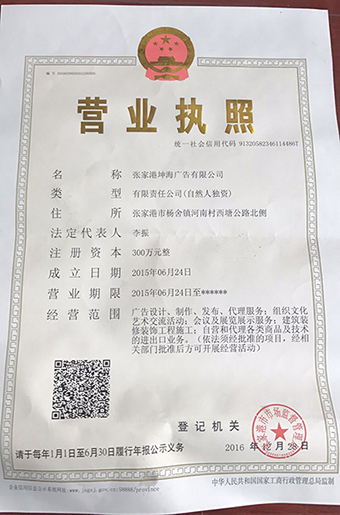 营业执照
统一社会信用代码 91320582346114486T
名 称 张家港坤海广告有限公司
类 型 有限责任公司(自然人独资)
住 所 张家港市杨舍镇河南村西塘公路北侧
法定代表人 李振
注册资本 300万元整
成立日期 2015年06月24日
营业期限 2015年06月24日至******
经营范围 广告设计、制作、发布、代理服务；组织文化
艺术交流活动；会议及展览展示服务；建筑装
修装饰工程施工；自营和代理各类商品及技术
的进出口业务。（依法须经批准的项目，经相
关部门批准后方可开展经营活动）
登记机关
2016 年 12月 28日
请于每年1月1日至6月30日履行年报公示义务
中华人民共和国国家工商行政管理总局监制